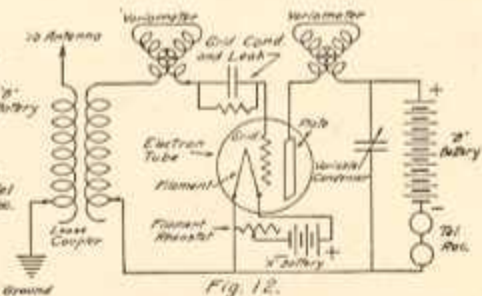 Variometer
Variometer
To Antenna
Grid Cond.
and Leak
"B"
Battery
+
Grid
Plate
Electron
Tube
"B"
Battery
Variable
Condenser
Filament
-
Tel.
Rec.
Filament
Rheostat
Loose
Coupler
+
"A" Battery
Ground
Fig. 12.